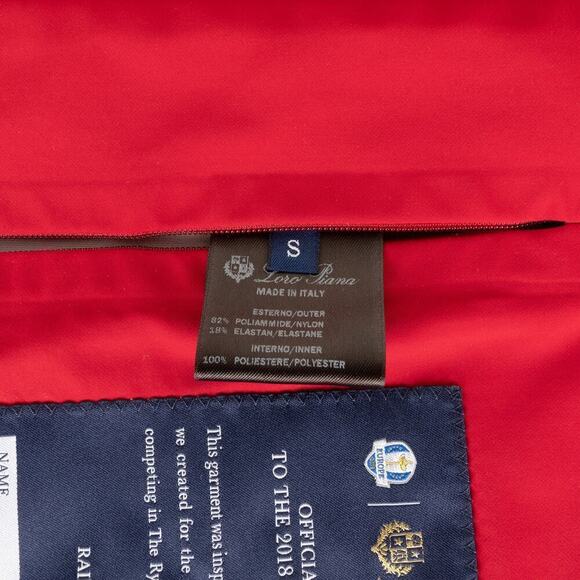 S
Loro Piana
MADE IN ITALY
ESTERNO/OUTER
82% POLIAMMIDE/NYLON
18% ELASTAN/ELASTANE
INTERNO/INNER
100% POLIESTERE/POLYESTER
EUROPE
OFFICIA
TO THE 2018
This garment was insp
we created for the
competing in The Ry
RAI
NAME